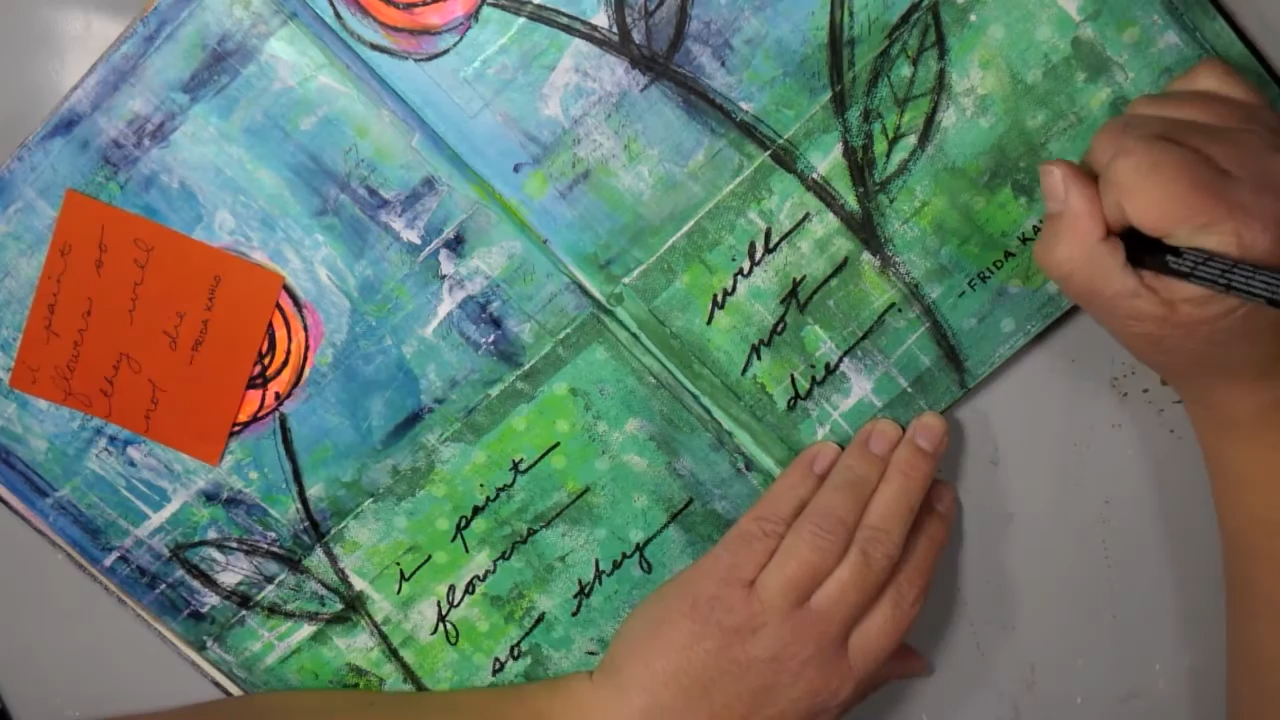 i paint
flowers so
they will
not die
-FRIDA KAHLO
i paint
flowers
so they
will
not
die.
-FRIDA KA